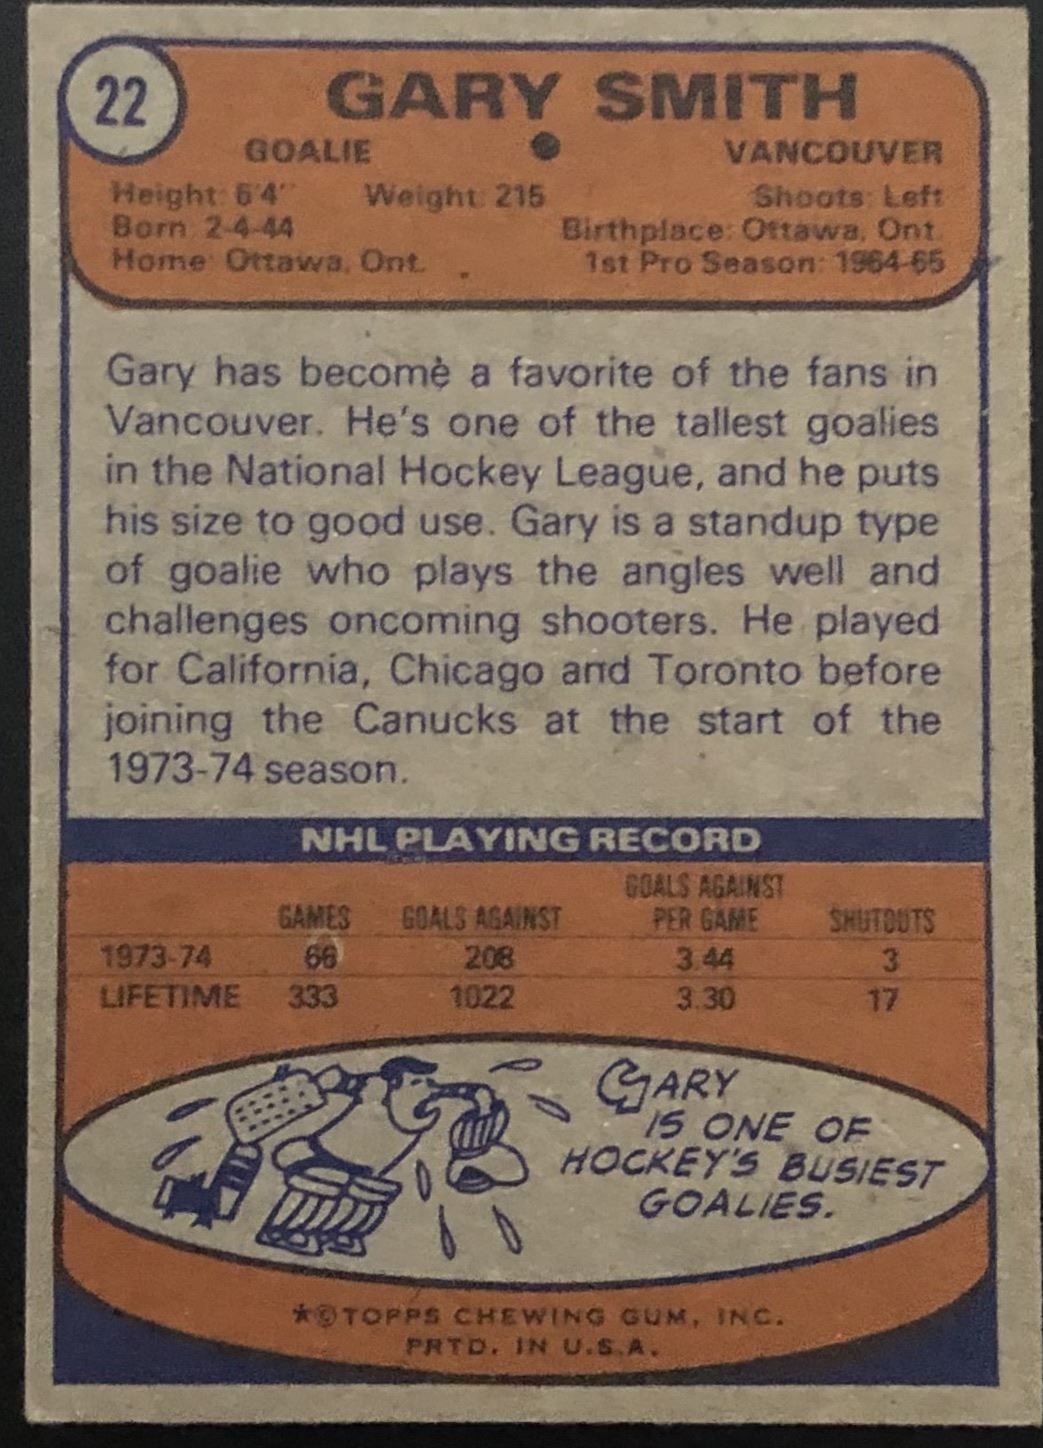 22
GARY SMITH
GOALIE VANCOUVER
Height: 6'4" Weight: 215 Shoots: Left
Born: 2-4-44 Birthplace: Ottawa, Ont.
Home: Ottawa, Ont. 1st Pro Season: 1964-65
Gary has become a favorite of the fans in
Vancouver. He's one of the tallest goalies
in the National Hockey League, and he puts
his size to good use. Gary is a standup type
of goalie who plays the angles well and
challenges oncoming shooters. He played
for California, Chicago and Toronto before
joining the Canucks at the start of the
1973-74 season.
NHL PLAYING RECORD
GAMES GOALS AGAINST GOALS AGAINST PER GAME SHUTOUTS
1973-74 66 208 3.44 3
LIFETIME 333 1022 3.30 17
GARY
IS ONE OF
HOCKEY'S BUSIEST
GOALIES.
*©TOPPS CHEWING GUM, INC.
PRTD. IN U.S.A.